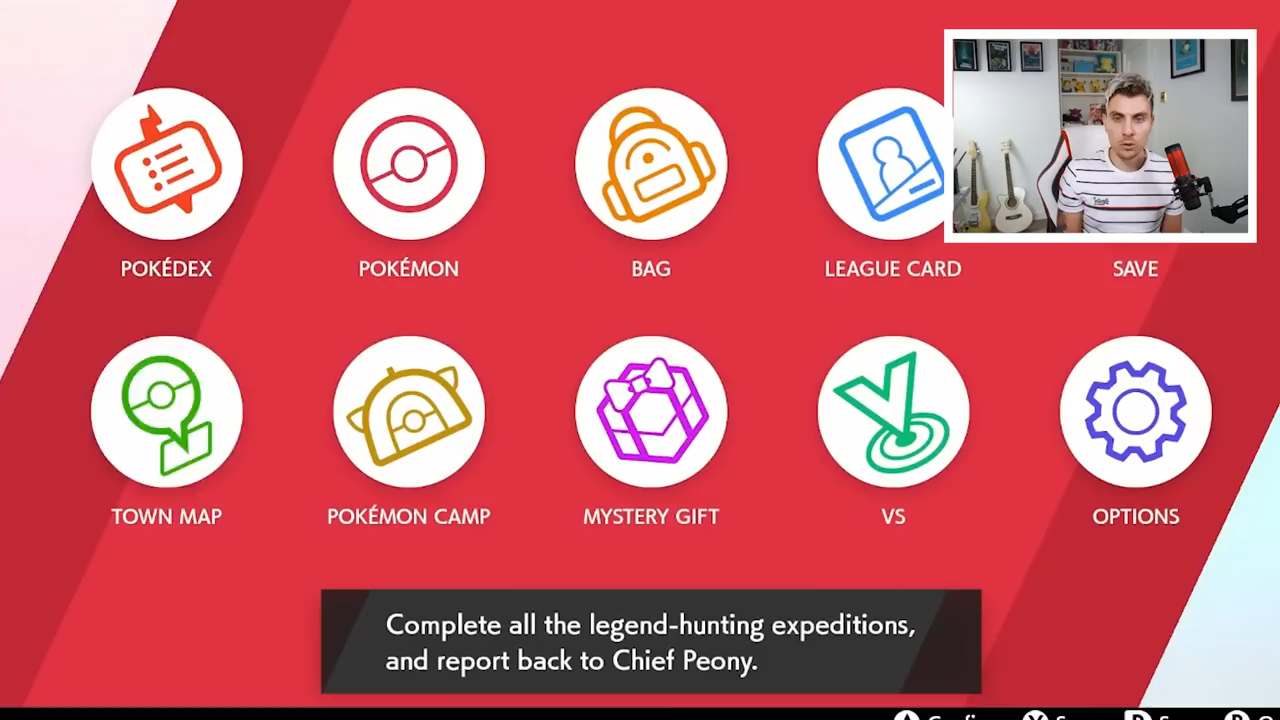 POKÉDEX
POKÉMON
BAG
LEAGUE CARD
SAVE
TOWN MAP
POKÉMON CAMP
MYSTERY GIFT
VS
OPTIONS
Complete all the legend-hunting expeditions,
and report back to Chief Peony.